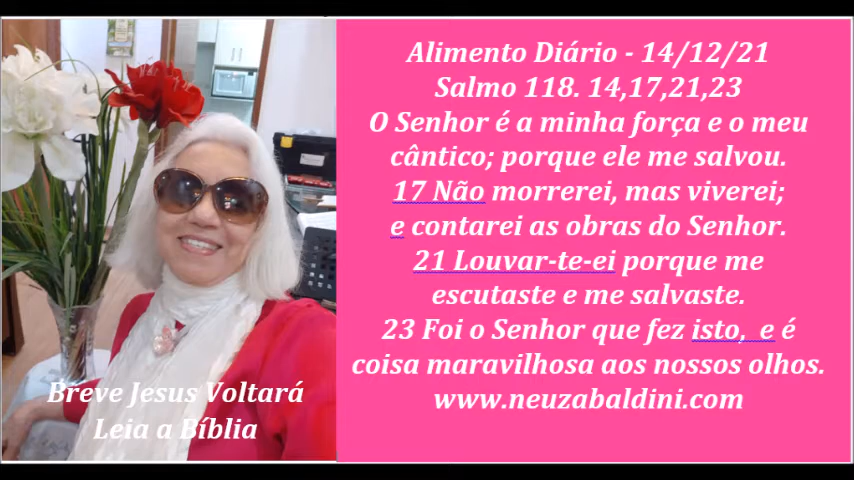 Alimento Diário - 14/12/21
Salmo 118. 14,17,21,23
O Senhor é a minha força e o meu
cântico; porque ele me salvou.
17 Não morrerei, mas viverei;
e contarei as obras do Senhor.
21 Louvar-te-ei porque me
escutaste e me salvaste.
23 Foi o Senhor que fez isto,  e é
coisa maravilhosa aos nossos olhos.
www.neuzabaldini.com
Breve Jesus Voltará
Leia a Bíblia